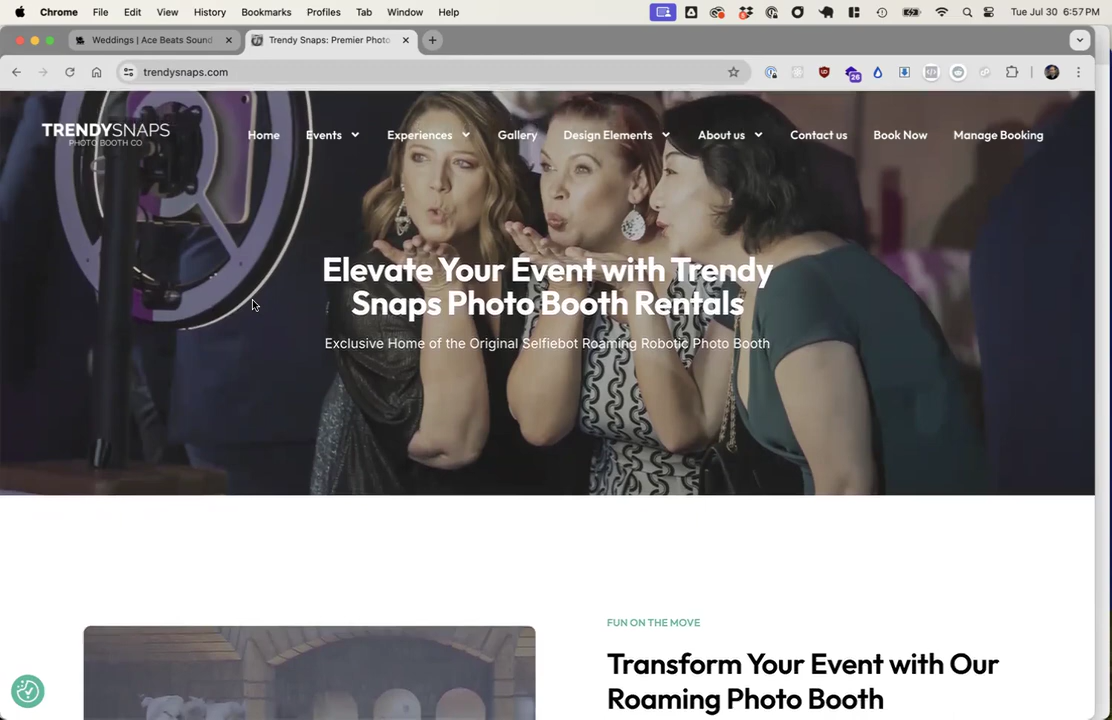 Chrome File Edit View History Bookmarks Profiles Tab Window Help Tue Jul 30 6:57 PM
Weddings | Ace Beats Sound
Trendy Snaps: Premier Photo
trendysnaps.com
26
TRENDYSNAPS
PHOTO BOOTH CO
Home Events Experiences Gallery Design Elements About us Contact us Book Now Manage Booking
Elevate Your Event with Trendy
Snaps Photo Booth Rentals
Exclusive Home of the Original Selfiebot Roaming Robotic Photo Booth
FUN ON THE MOVE
Transform Your Event with Our
Roaming Photo Booth